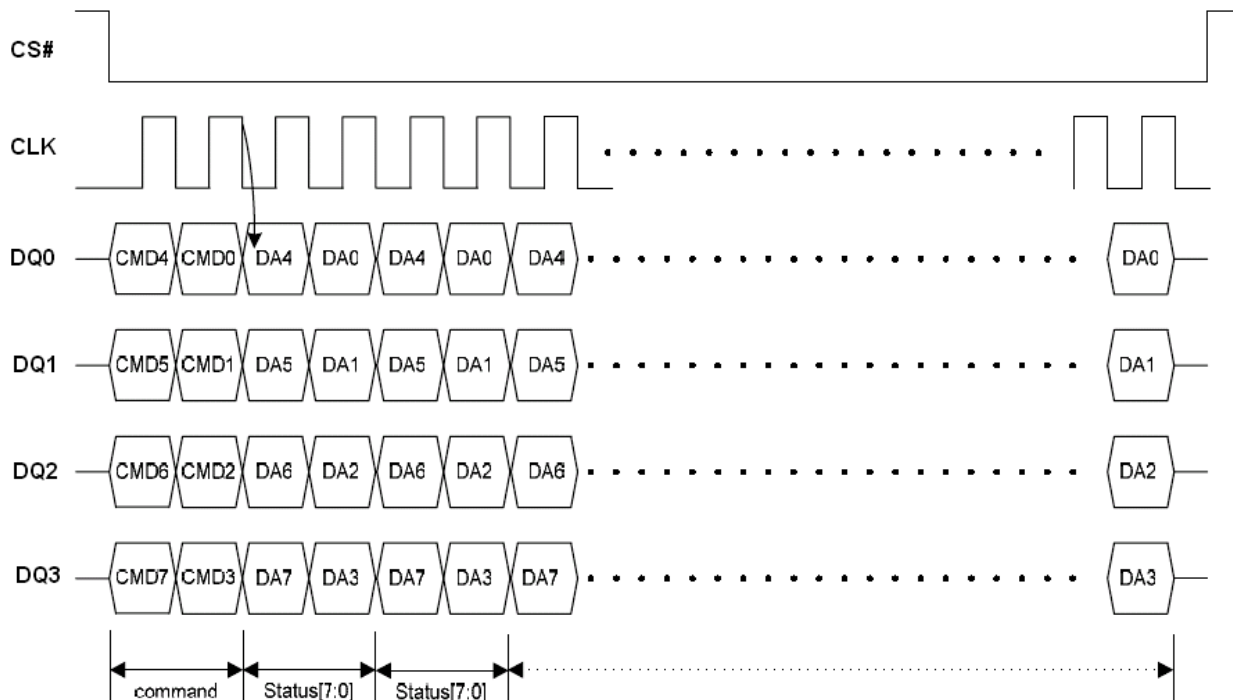 CS#
CLK
DQ0 CMD4 CMD0 DA4 DA0 DA4 DA0 DA4 DA0
DQ1 CMD5 CMD1 DA5 DA1 DA5 DA1 DA5 DA1
DQ2 CMD6 CMD2 DA6 DA2 DA6 DA2 DA6 DA2
DQ3 CMD7 CMD3 DA7 DA3 DA7 DA3 DA7 DA3
command Status[7:0] Status[7:0]